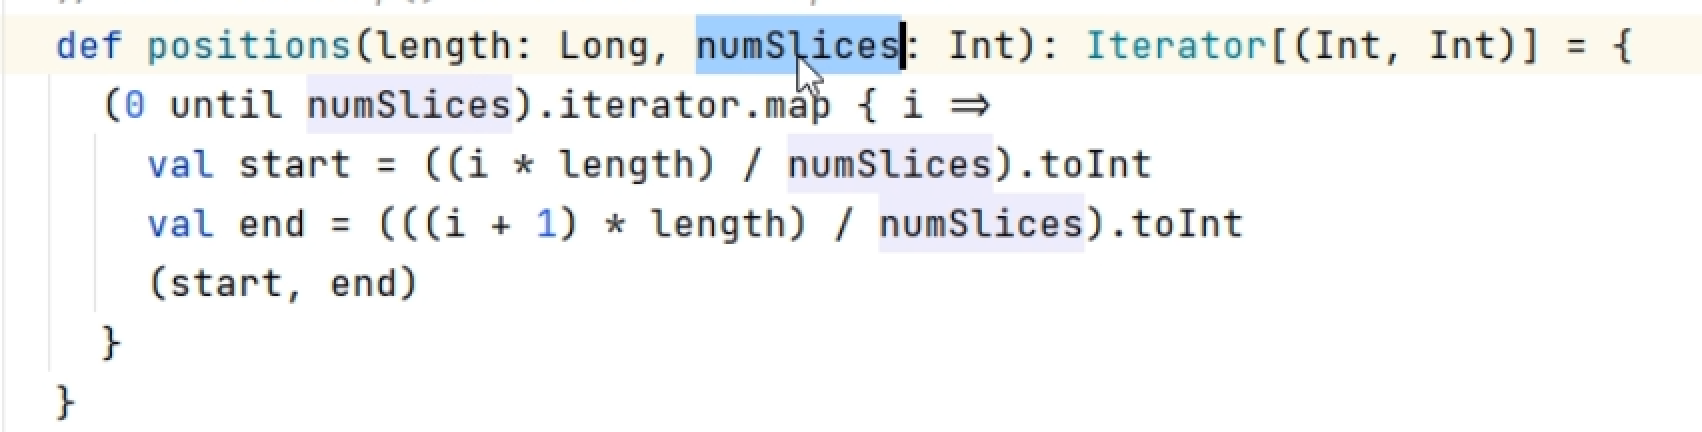 def positions(length: Long, numSlices: Int): Iterator[(Int, Int)] = {
(0 until numSlices).iterator.map { i =>
val start = ((i * length) / numSlices).toInt
val end = (((i + 1) * length) / numSlices).toInt
(start, end)
}
}